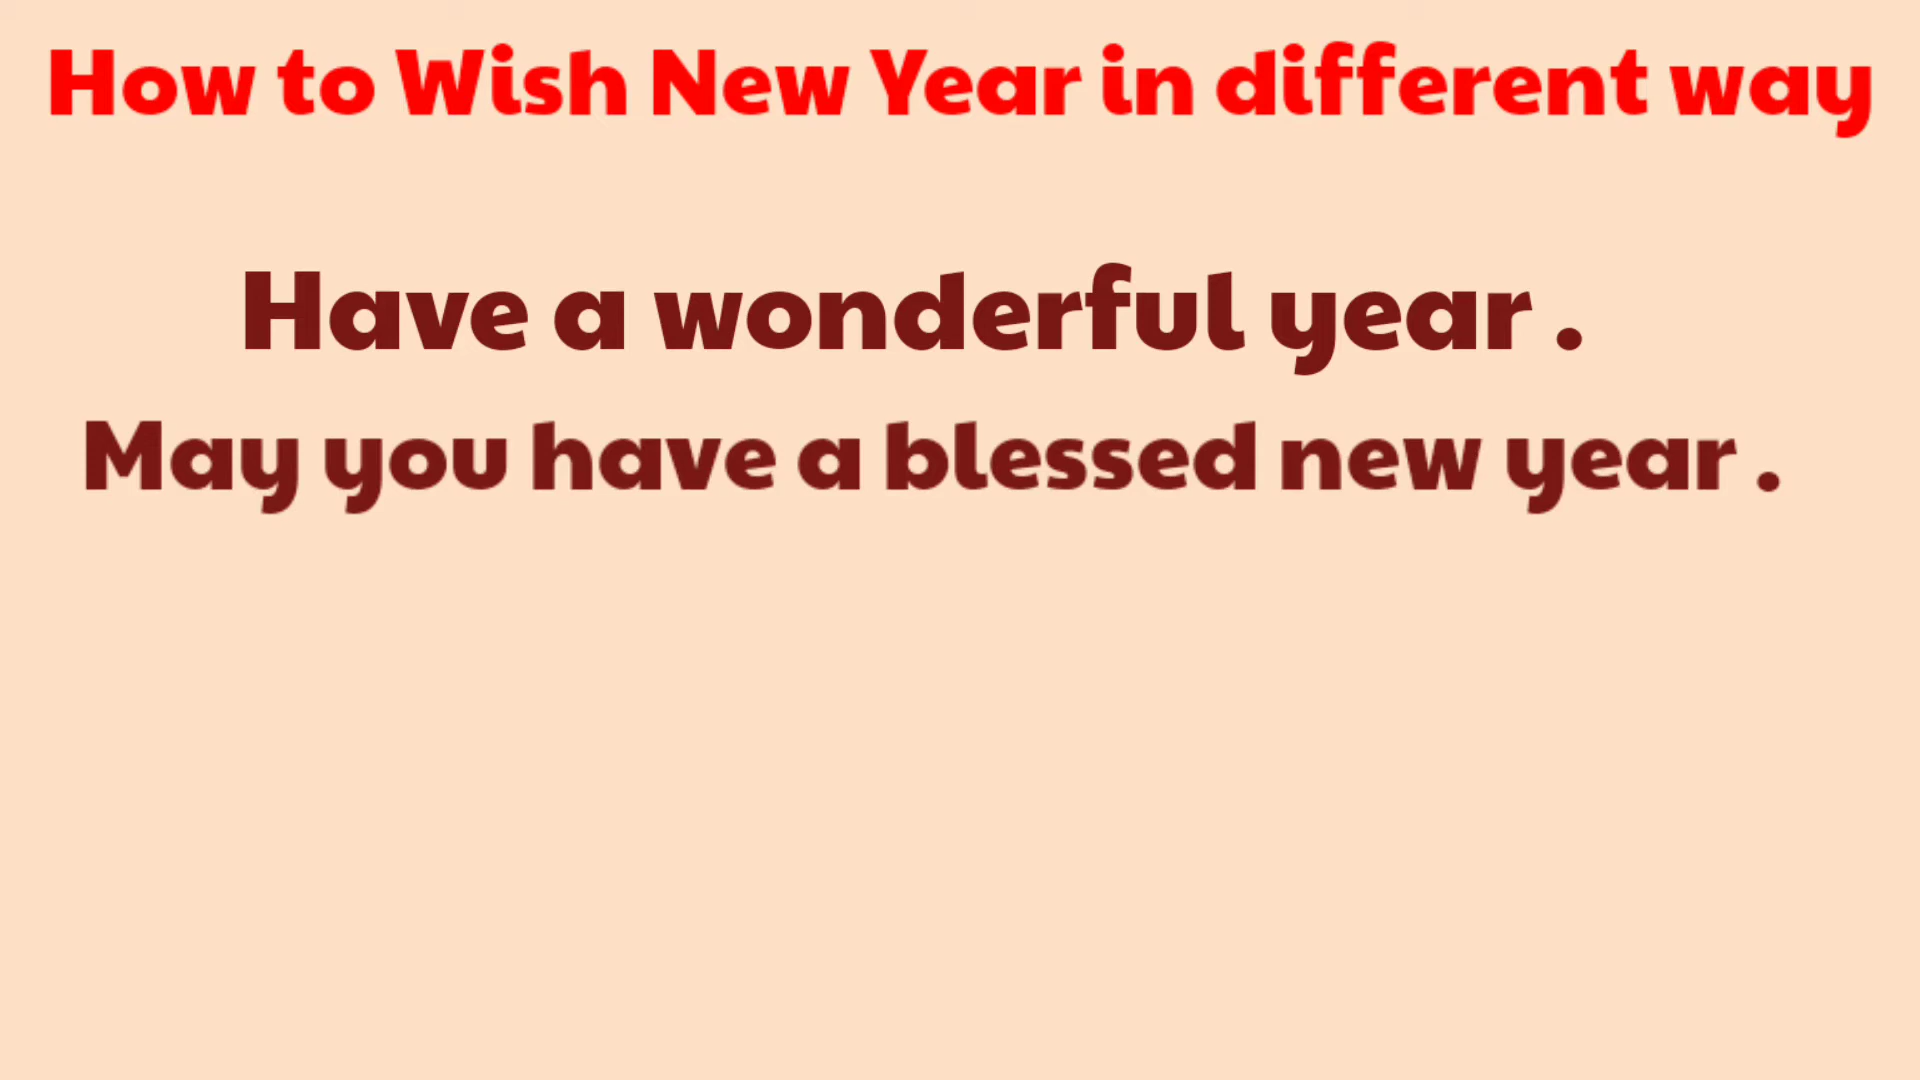 How to Wish New Year in different way
Have a wonderful year .
May you have a blessed new year .